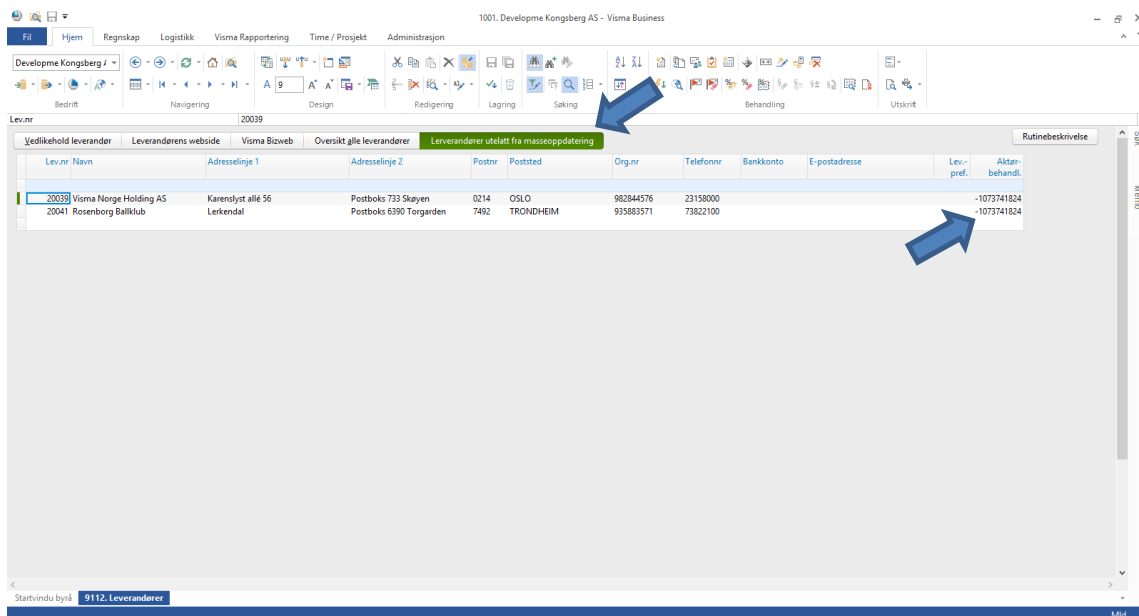 1001. Developme Kongsberg AS - Visma Business
Fil Hjem Regnskap Logistikk Visma Rapportering Time / Prosjekt Administrasjon
Developme Kongsberg A
A 9 A A
Bedrift Navigering Design Redigering Lagring Søking Behandling Utskrift
Lev.nr 20039
Vedlikehold leverandør Leverandørens webside Visma Bizweb Oversikt alle leverandører Lerverandører utelatt fra masseoppdatering Rutinebeskrivelse
Lev.nr Navn Adresselinje 1 Adresselinje 2 Postnr Poststed Org.nr Telefonnr Bankkonto E-postadresse Lev.- Aktør-
pref. behandl.
20039 Visma Norge Holding AS Karenslyst allé 56 Postboks 733 Skøyen 0214 OSLO 982844576 23158000 -1073741824
20041 Rosenborg Ballklub Lerkendal Postboks 6390 Torgarden 7492 TRONDHEIM 935883571 73822100 -1073741824
Søk
Memo
Startvindu byrå 9112. Leverandører
Mld